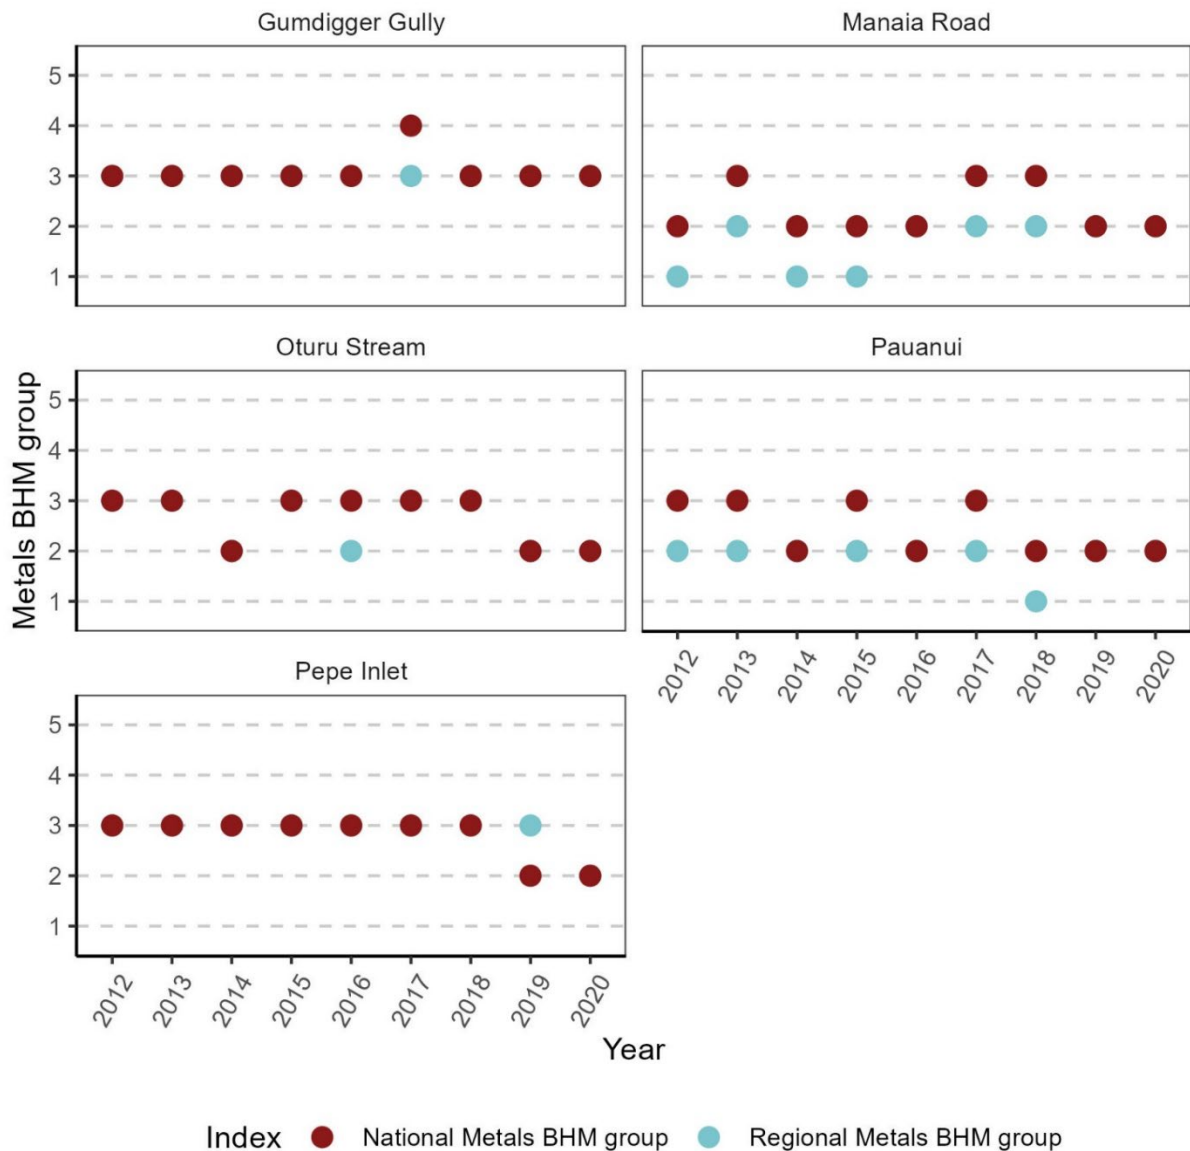 Gumdigger Gully
Manaia Road
5
4
3
2
1
Oturu Stream
Pauanui
Metals BHM group
5
4
3
2
1
2012 2013 2014 2015 2016 2017 2018 2019 2020
Pepe Inlet
5
4
3
2
1
2012 2013 2014 2015 2016 2017 2018 2019 2020
Year
Index National Metals BHM group Regional Metals BHM group